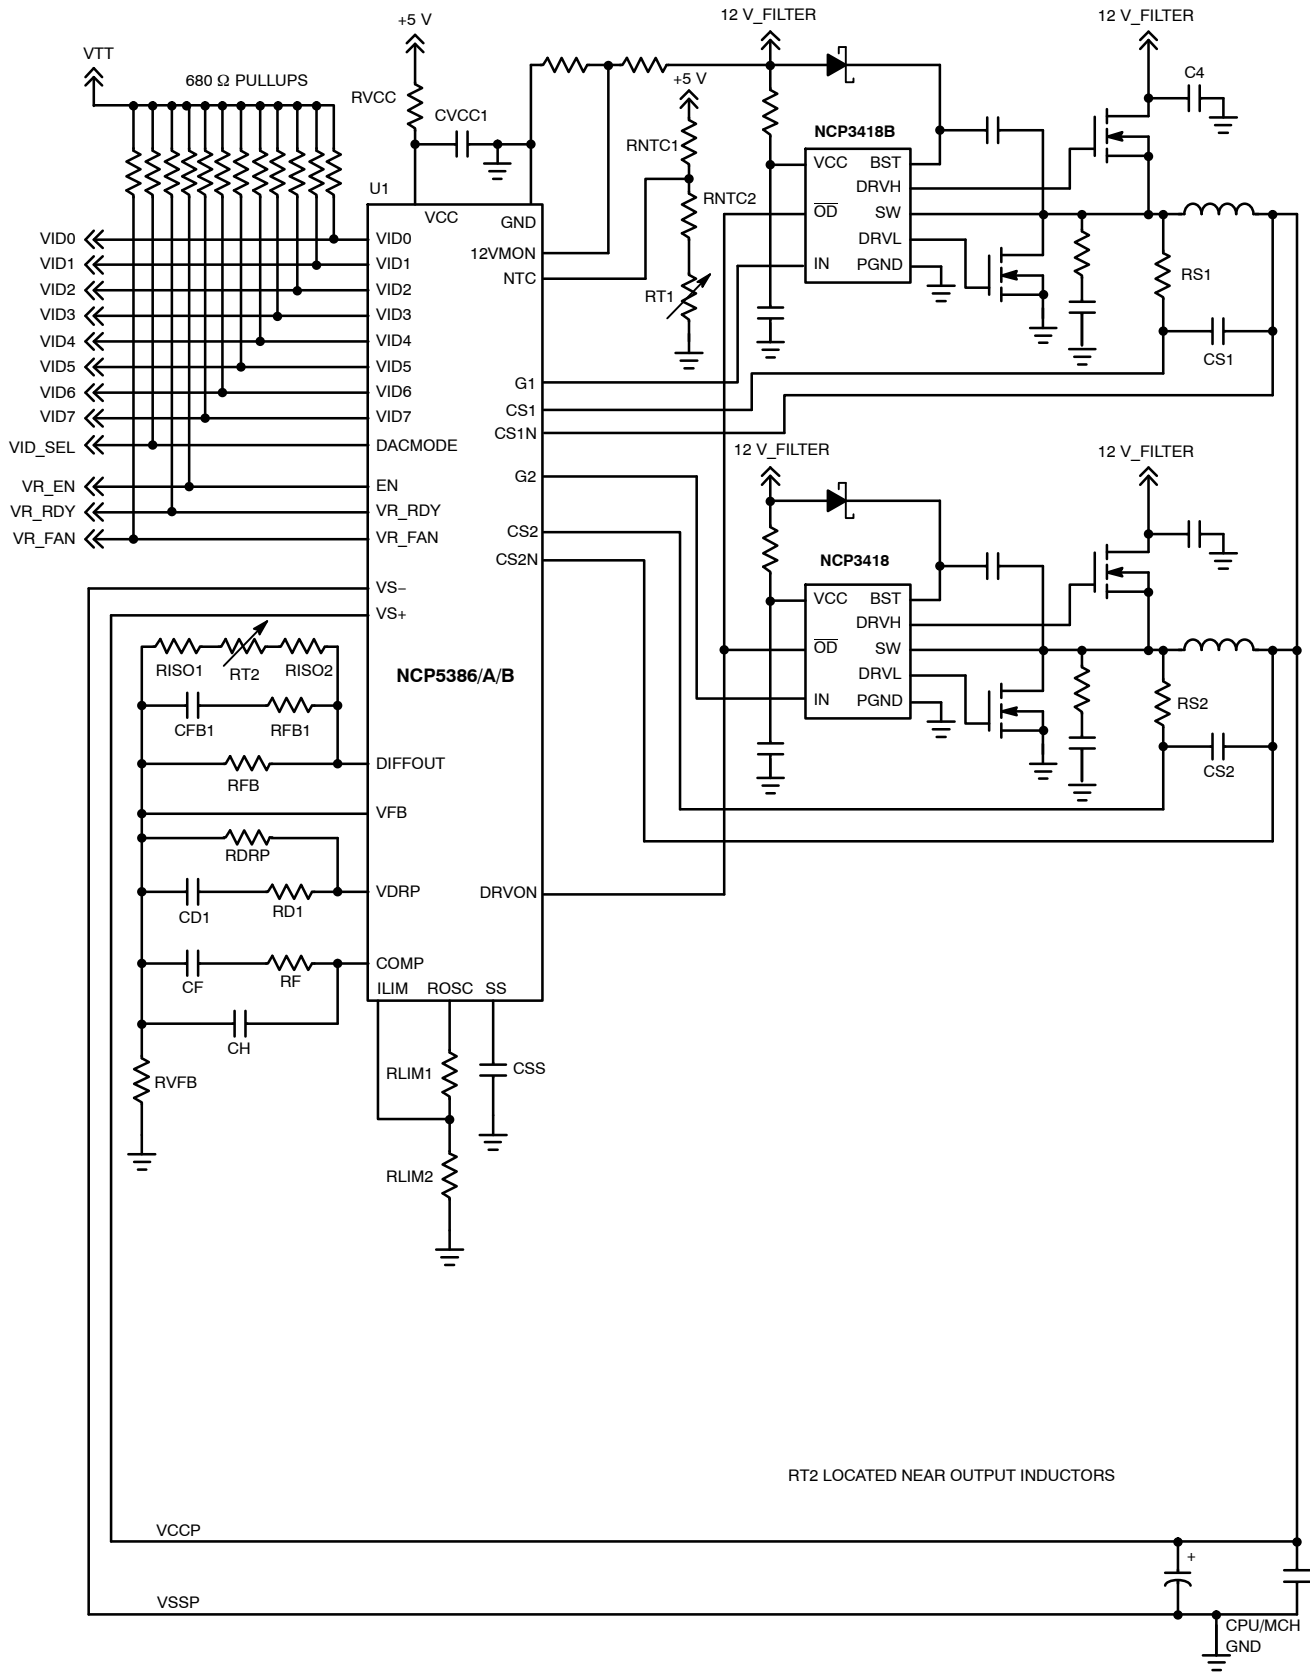 +5 V
12 V_FILTER
12 V_FILTER
VTT
680 Ω PULLUPS
RVCC
CVCC1
+5 V
C4
RNTC1
NCP3418B
U1
VCC
GND
RNTC2
VCC
BST
DRVH
OD
SW
DRVL
IN
PGND
VID0
VID0
VID1
VID1
VID2
VID2
VID3
VID3
VID4
VID4
VID5
VID5
VID6
VID6
VID7
VID7
VID_SEL
DACMODE
VR_EN
EN
VR_RDY
VR_RDY
VR_FAN
VR_FAN
12VMON
NTC
RT1
RS1
CS1
G1
CS1
CS1N
12 V_FILTER
12 V_FILTER
G2
CS2
CS2N
NCP3418
VCC
BST
DRVH
OD
SW
DRVL
IN
PGND
RS2
CS2
VS–
VS+
RISO1
RT2
RISO2
NCP5386/A/B
CFB1
RFB1
DIFFOUT
RFB
VFB
RDRP
VDRP
CD1
RD1
DRVON
COMP
CF
RF
ILIM
ROSC
SS
CH
RVFB
RLIM1
CSS
RLIM2
RT2 LOCATED NEAR OUTPUT INDUCTORS
VCCP
+
VSSP
CPU/MCH
GND